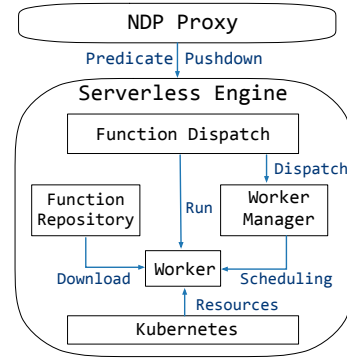 NDP Proxy
Predicate Pushdown
Serverless Engine
Function Dispatch
Dispatch
Function
Repository
Run
Worker
Manager
Download
Worker
Scheduling
Resources
Kubernetes